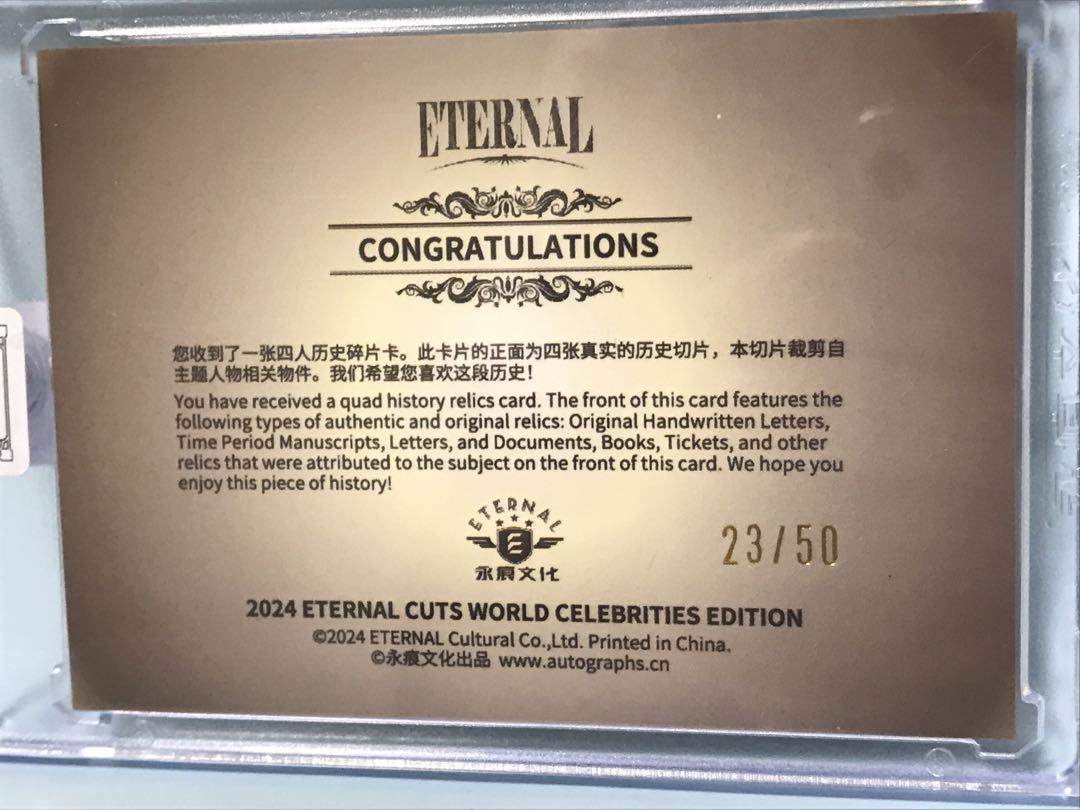 ETERNAL
CONGRATULATIONS
您收到了一张四人历史碎片卡。此卡片的正面为四张真实的历史切片，本切片裁剪自
主题人物相关物件。我们希望您喜欢这段历史！
You have received a quad history relics card. The front of this card features the
following types of authentic and original relics: Original Handwritten Letters,
Time Period Manuscripts, Letters, and Documents, Books, Tickets, and other
relics that were attributed to the subject on the front of this card. We hope you
enjoy this piece of history!
ETERNAL
E
永痕文化
23/50
2024 ETERNAL CUTS WORLD CELEBRITIES EDITION
©2024 ETERNAL Cultural Co.,Ltd. Printed in China.
©永痕文化出品 www.autographs.cn